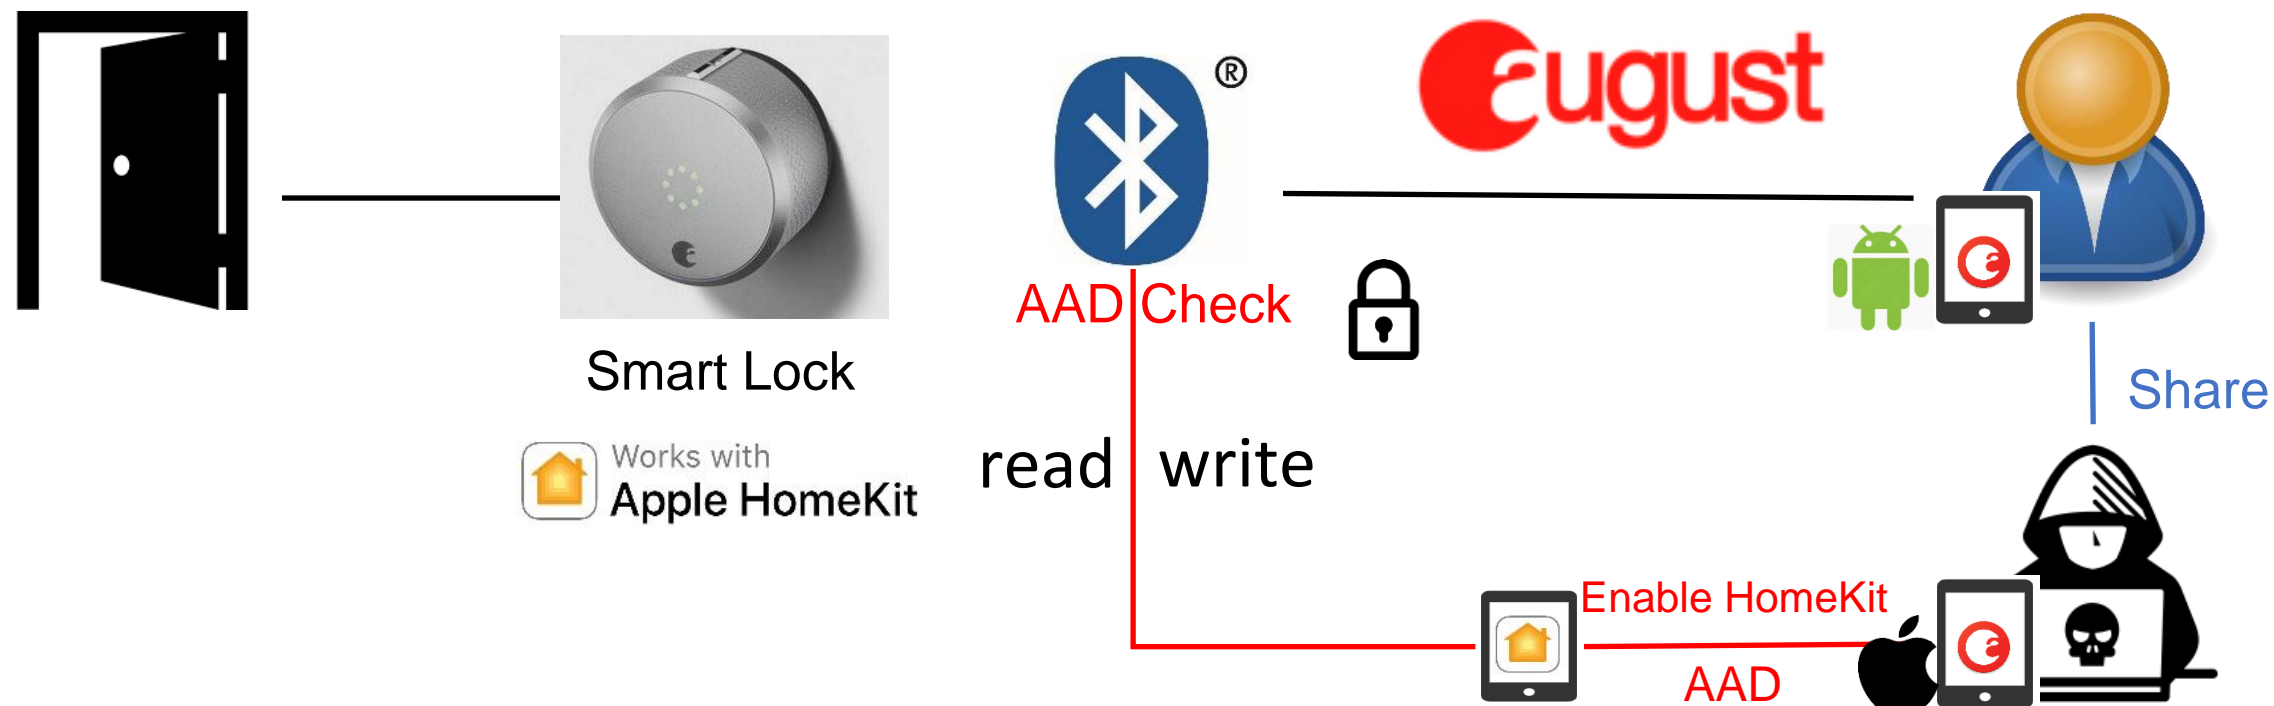 ®
august
AAD Check
Smart Lock
Share
Works with
Apple HomeKit
read write
Enable HomeKit
AAD